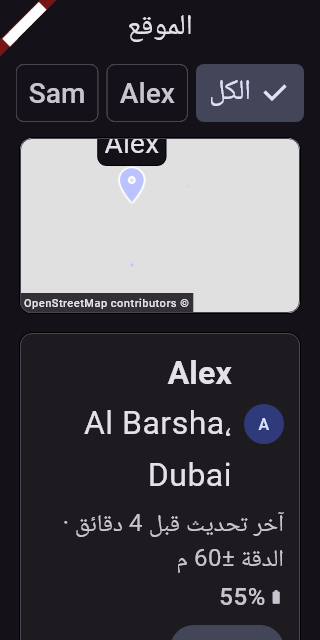 الموقع
الكل
Alex
Sam
Alex
OpenStreetMap contributors ©
Alex
Al Barsha،
Dubai
A
آخر تحديث قبل 4 دقائق ·
الدقة ±60 م
55%